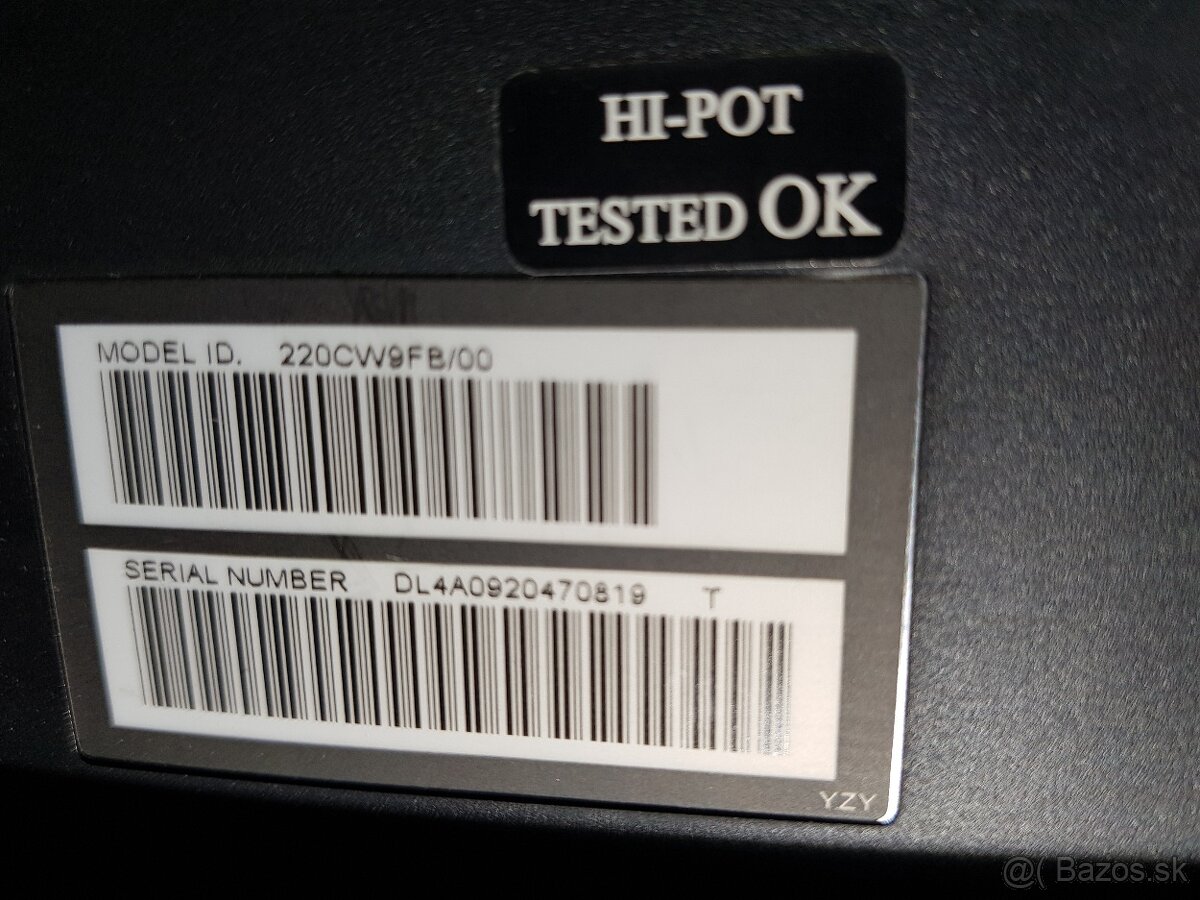 HI-POT
TESTED OK
MODEL ID. 220CW9FB/00
SERIAL NUMBER DL4A0920470819 T
YZY
@( Bazos.sk